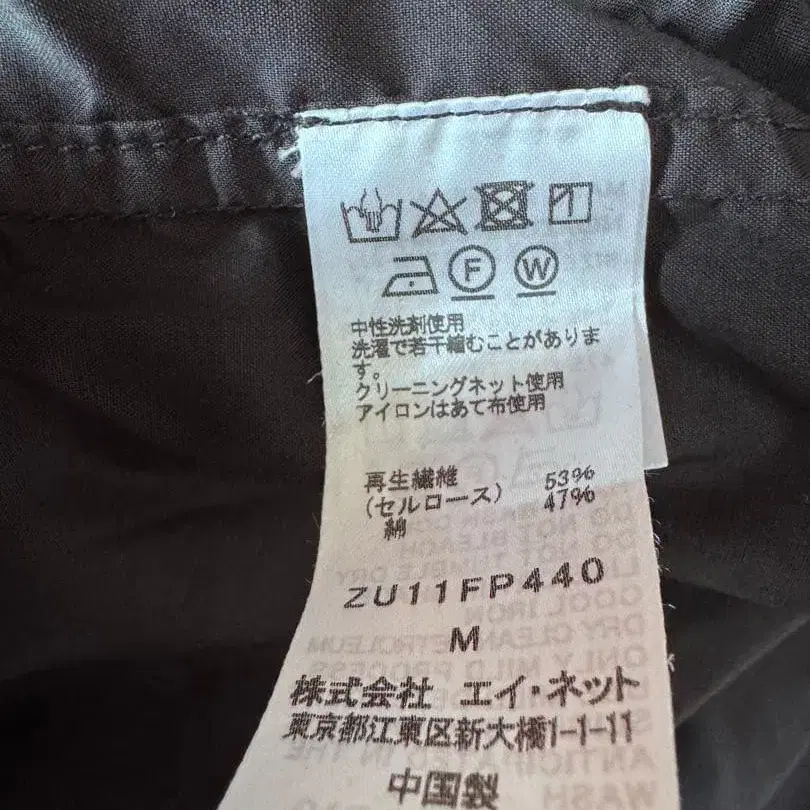 F W
中性洗剤使用
洗濯で若干縮むことがありま
す。
クリーニングネット使用
アイロンはあて布使用
再生繊維 53%
(セルロース) 47%
綿
ZU11FP440
M
株式会社 エイ・ネット
東京都江東区新大橋1-1-11
中国製